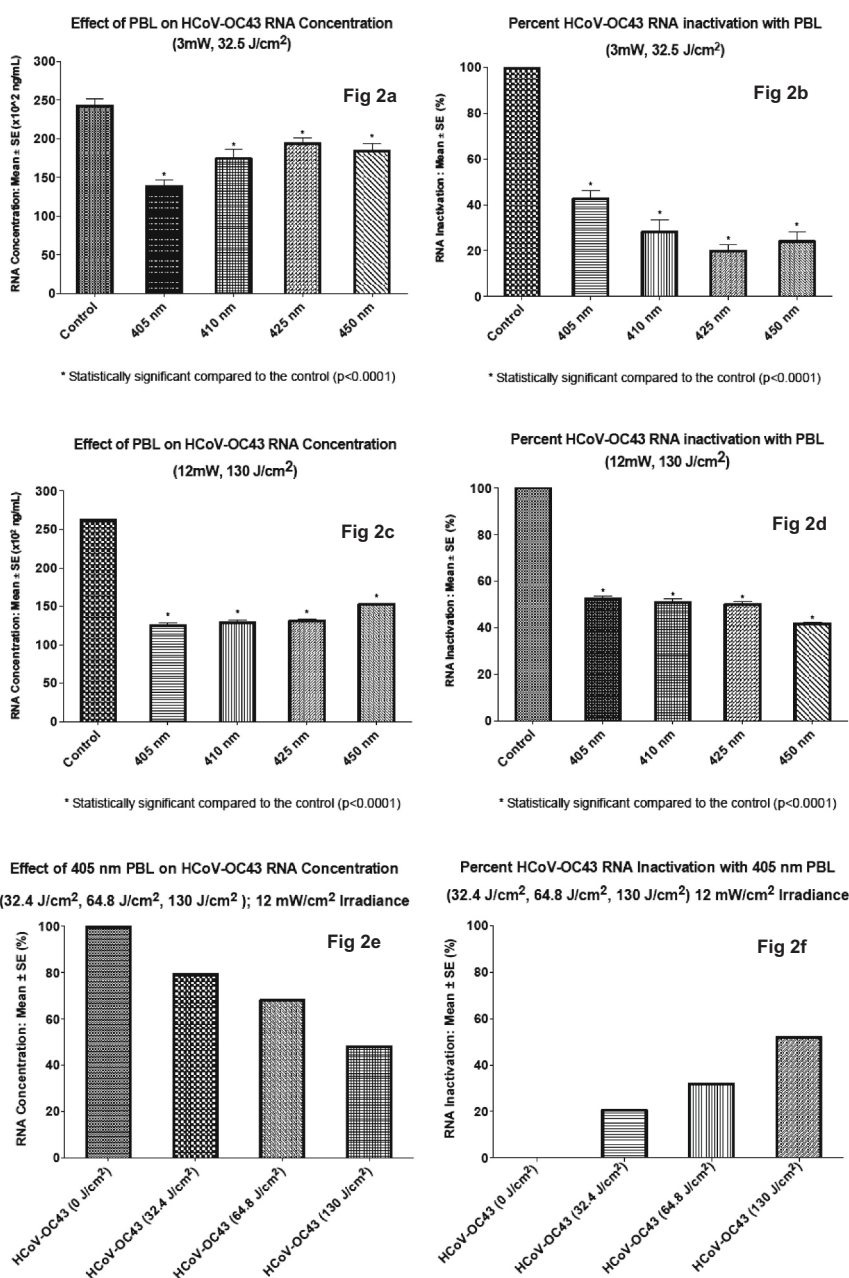 Effect of PBL on HCoV-OC43 RNA Concentration
(3mW, 32.5 J/cm²)
Fig 2a
RNA Concentration: Mean ± SE (x10^2 ng/mL)
300
250
200
150
100
50
0
*
*
*
*
Control
405 nm
410 nm
425 nm
450 nm
* Statistically significant compared to the control (p<0.0001)
Percent HCoV-OC43 RNA inactivation with PBL
(3mW, 32.5 J/cm²)
Fig 2b
RNA Inactivation : Mean ± SE (%)
100
80
60
40
20
0
*
*
*
*
Control
405 nm
410 nm
425 nm
450 nm
* Statistically significant compared to the control (p<0.0001)
Effect of PBL on HCoV-OC43 RNA Concentration
(12mW, 130 J/cm²)
Fig 2c
RNA Concentration: Mean ± SE (x10² ng/mL)
300
250
200
150
100
50
0
*
*
*
*
Control
405 nm
410 nm
425 nm
450 nm
* Statistically significant compared to the control (p<0.0001)
Percent HCoV-OC43 RNA inactivation with PBL
(12mW, 130 J/cm²)
Fig 2d
RNA Inactivation : Mean ± SE (%)
100
80
60
40
20
0
*
*
*
*
Control
405 nm
410 nm
425 nm
450 nm
* Statistically significant compared to the control (p<0.0001)
Effect of 405 nm PBL on HCoV-OC43 RNA Concentration
(32.4 J/cm², 64.8 J/cm², 130 J/cm² ); 12 mW/cm² Irradiance
Fig 2e
RNA Concentration: Mean ± SE (%)
100
80
60
40
20
0
HCoV-OC43 (0 J/cm²)
HCoV-OC43 (32.4 J/cm²)
HCoV-OC43 (64.8 J/cm²)
HCoV-OC43 (130 J/cm²)
Percent HCoV-OC43 RNA Inactivation with 405 nm PBL
(32.4 J/cm², 64.8 J/cm², 130 J/cm²) 12 mW/cm² Irradiance
Fig 2f
RNA Inactivation: Mean ± SE (%)
100
80
60
40
20
0
HCoV-OC43 (0 J/cm²)
HCoV-OC43 (32.4 J/cm²)
HCoV-OC43 (64.8 J/cm²)
HCoV-OC43 (130 J/cm²)